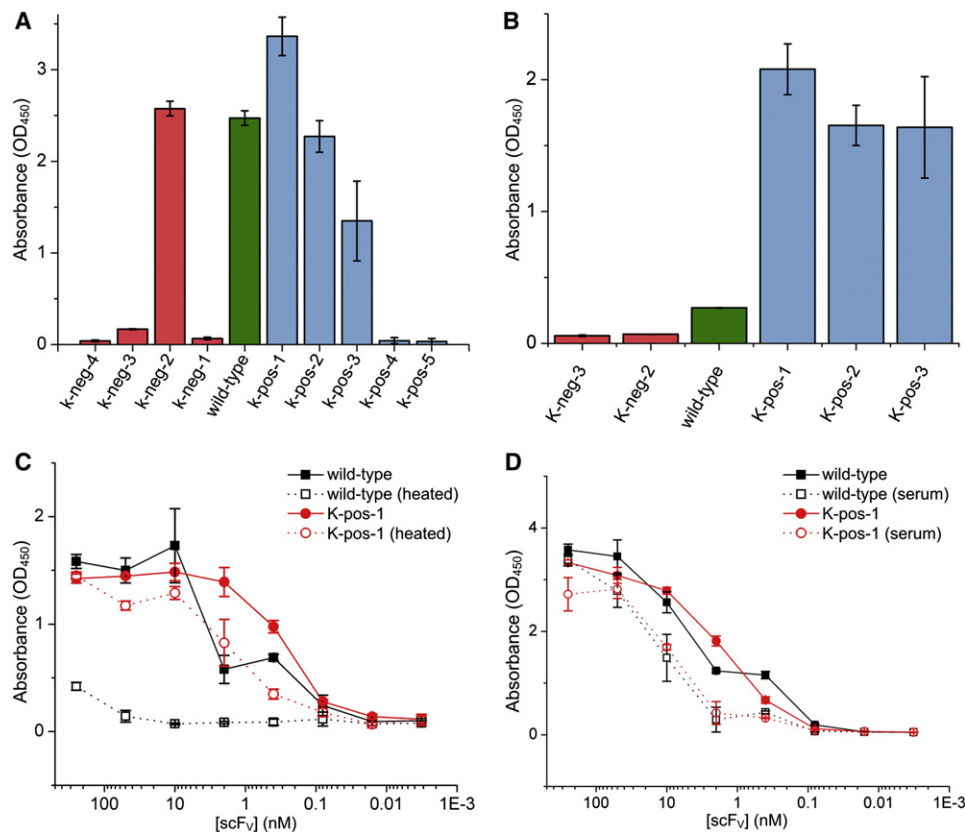 A
Absorbance (OD450)
3
2
1
0
k-neg-4
k-neg-3
k-neg-2
k-neg-1
wild-type
k-pos-1
k-pos-2
k-pos-3
k-pos-4
k-pos-5
B
Absorbance (OD450)
2
1
0
K-neg-3
K-neg-2
wild-type
K-pos-1
K-pos-2
K-pos-3
C
wild-type
wild-type (heated)
K-pos-1
K-pos-1 (heated)
Absorbance (OD450)
2
1
0
100
10
1
0.1
0.01
1E-3
[scFV] (nM)
D
wild-type
wild-type (serum)
K-pos-1
K-pos-1 (serum)
Absorbance (OD450)
4
2
0
100
10
1
0.1
0.01
1E-3
[scFV] (nM)